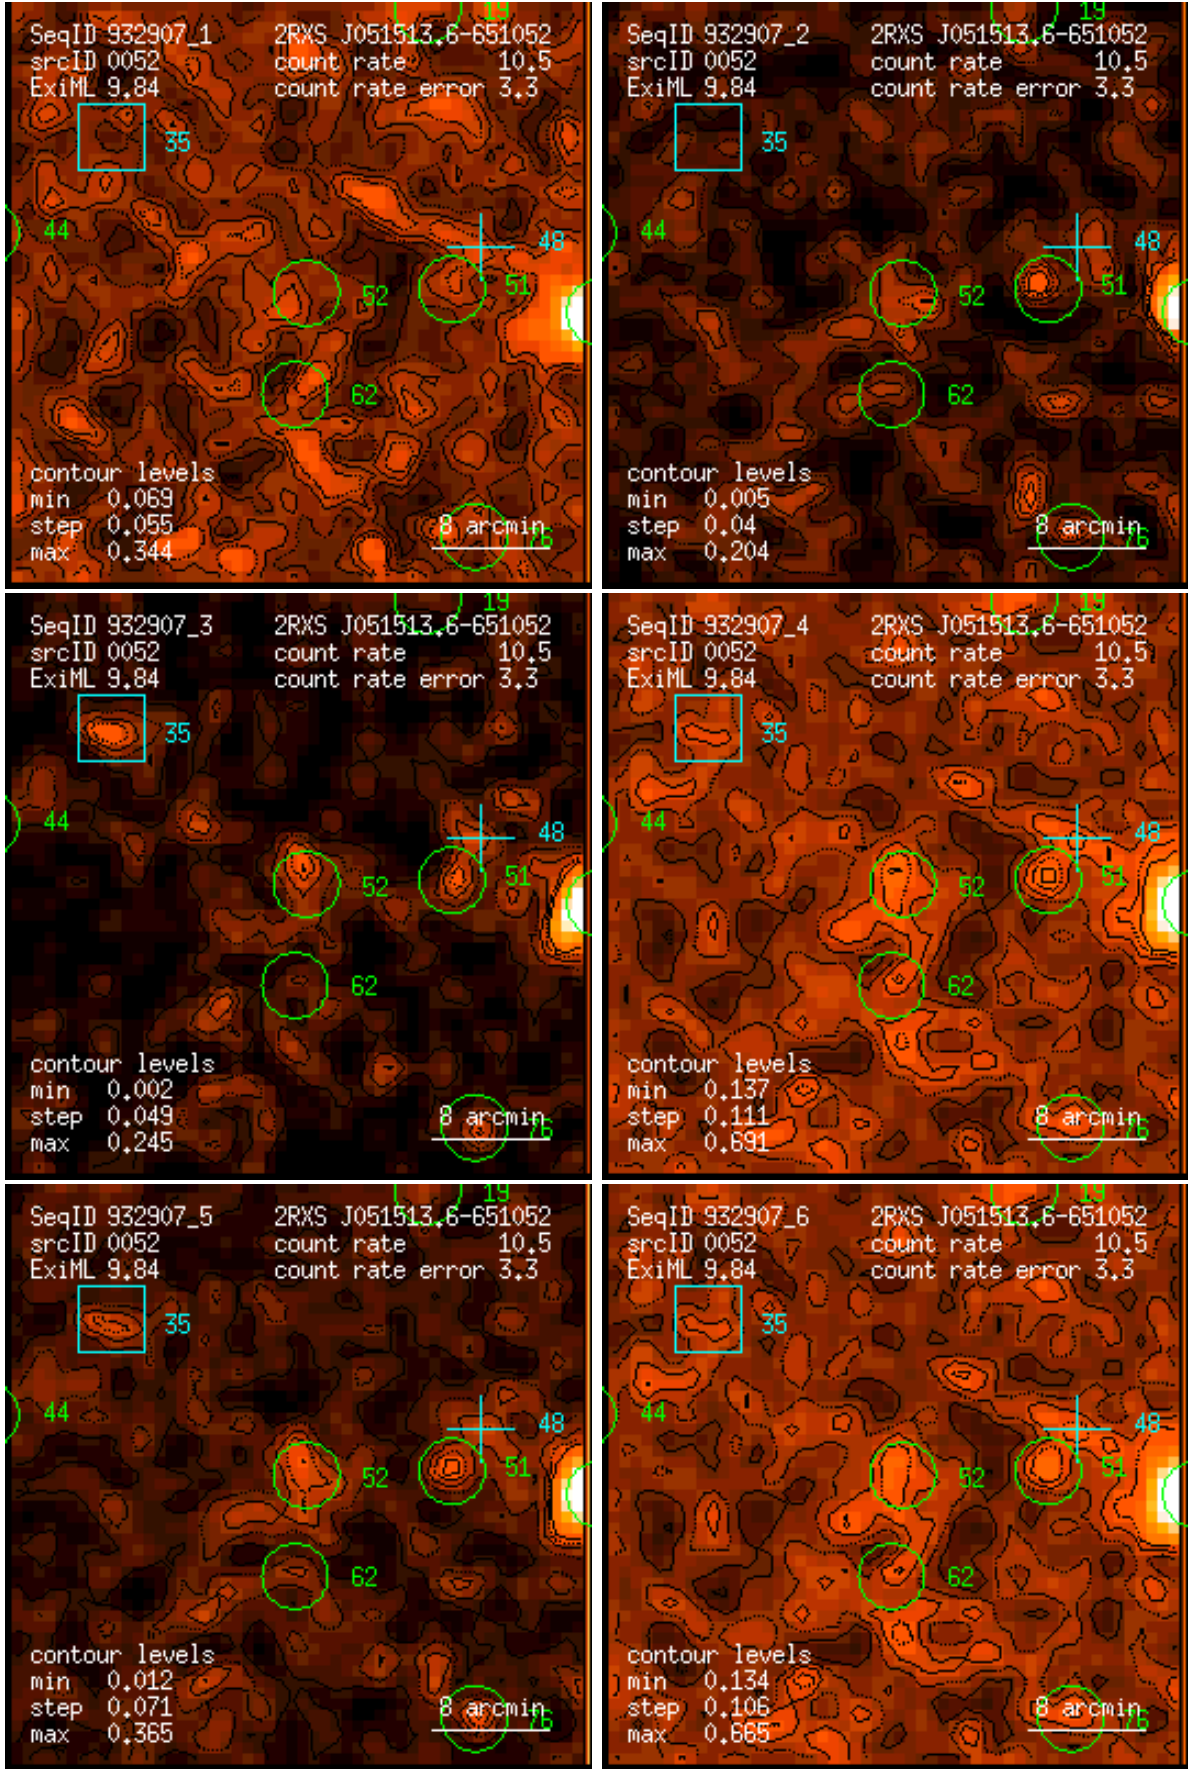 19
SeqID 932907_1 2RXS J051513.6-651052
srcID 0052 count rate 10.5
ExiML 9.84 count rate error 3.3
35
44
48
51
52
62
contour levels
min 0.069
step 0.055
max 0.344
8 arcmin
76
19
SeqID 932907_2 2RXS J051513.6-651052
srcID 0052 count rate 10.5
ExiML 9.84 count rate error 3.3
35
44
48
51
52
62
contour levels
min 0.005
step 0.04
max 0.204
8 arcmin
76
19
SeqID 932907_3 2RXS J051513.6-651052
srcID 0052 count rate 10.5
ExiML 9.84 count rate error 3.3
35
44
48
51
52
62
contour levels
min 0.002
step 0.049
max 0.245
8 arcmin
76
19
SeqID 932907_4 2RXS J051513.6-651052
srcID 0052 count rate 10.5
ExiML 9.84 count rate error 3.3
35
44
48
51
52
62
contour levels
min 0.137
step 0.111
max 0.691
8 arcmin
76
19
SeqID 932907_5 2RXS J051513.6-651052
srcID 0052 count rate 10.5
ExiML 9.84 count rate error 3.3
35
44
48
51
52
62
contour levels
min 0.012
step 0.071
max 0.365
8 arcmin
76
19
SeqID 932907_6 2RXS J051513.6-651052
srcID 0052 count rate 10.5
ExiML 9.84 count rate error 3.3
35
44
48
51
52
62
contour levels
min 0.134
step 0.106
max 0.665
8 arcmin
76